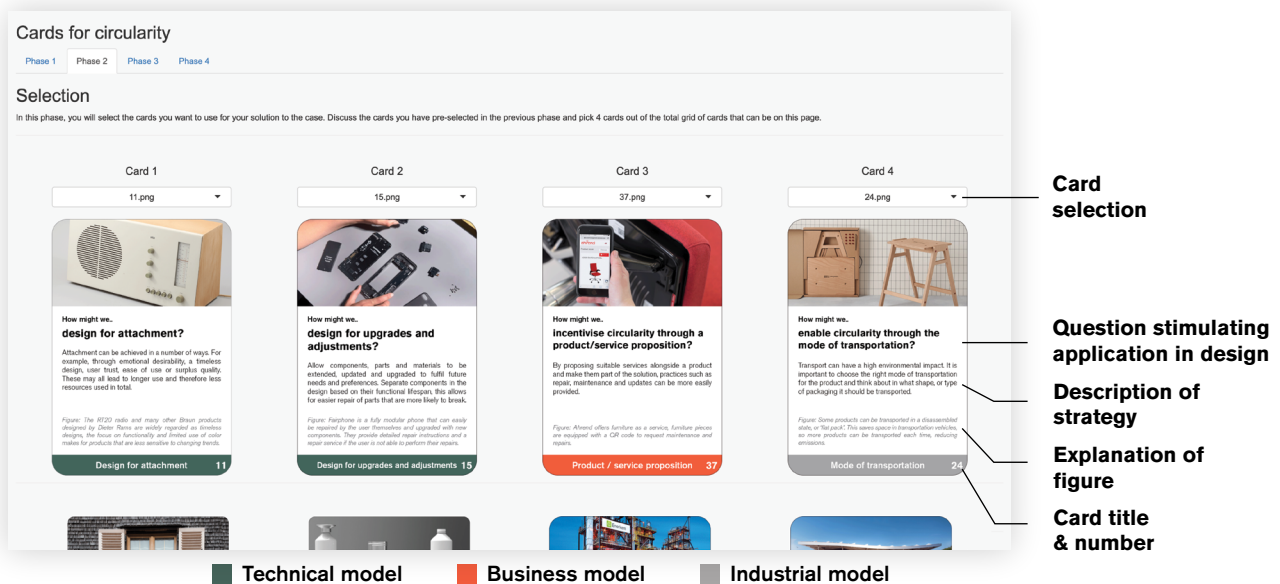 Cards for circularity
Phase 1 Phase 2 Phase 3 Phase 4
Selection
In this phase, you will select the cards you want to use for your solution to the case. Discuss the cards you have pre-selected in the previous phase and pick 4 cards out of the total grid of cards that can be on this page.
Card 1
11.png
How might we..
design for attachment?
Attachment can be achieved in a number of ways. For
example, through emotional desirability, a timeless
design, user trust, ease of use or surplus quality.
These may all lead to longer use and therefore less
resources used in total.
Figure: The RT20 radio and many other Braun products
designed by Dieter Rams are widely regarded as timeless
designs, the focus on functionality and limited use of color
makes for products that are less sensitive to changing trends.
Design for attachment 11
Card 2
15.png
How might we..
design for upgrades and
adjustments?
Allow components, parts and materials to be
extended, updated and upgraded to fulfil future
needs and preferences. Separate components in the
design based on their functional lifespan, this allows
for easier repair of parts that are more likely to break.
Figure: Fairphone is a fully modular phone that can easily
be repaired by the user themselves and upgraded with new
components. They provide detailed repair instructions and a
repair service if the user is not able to perform their repairs.
Design for upgrades and adjustments 15
Card 3
37.png
How might we..
incentivise circularity through a
product/service proposition?
By proposing suitable services alongside a product
and make them part of the solution, practices such as
repair, maintenance and updates can be more easily
provided.
Figure: Ahrend offers furniture as a service, furniture pieces
are equipped with a QR code to request maintenance and
repairs.
Product / service proposition 37
Card 4
24.png
How might we..
enable circularity through the
mode of transportation?
Transport can have a high environmental impact. It is
important to choose the right mode of transportation
for the product and think about in what shape, or type
of packaging it should be transported.
Figure: Some products can be transported in a disassembled
state, or 'flat pack'. This saves space in transportation vehicles,
so more products can be transported each time, reducing
emissions.
Mode of transportation 24
Card
selection
Question stimulating
application in design
Description of
strategy
Explanation of
figure
Card title
& number
Technical model Business model Industrial model